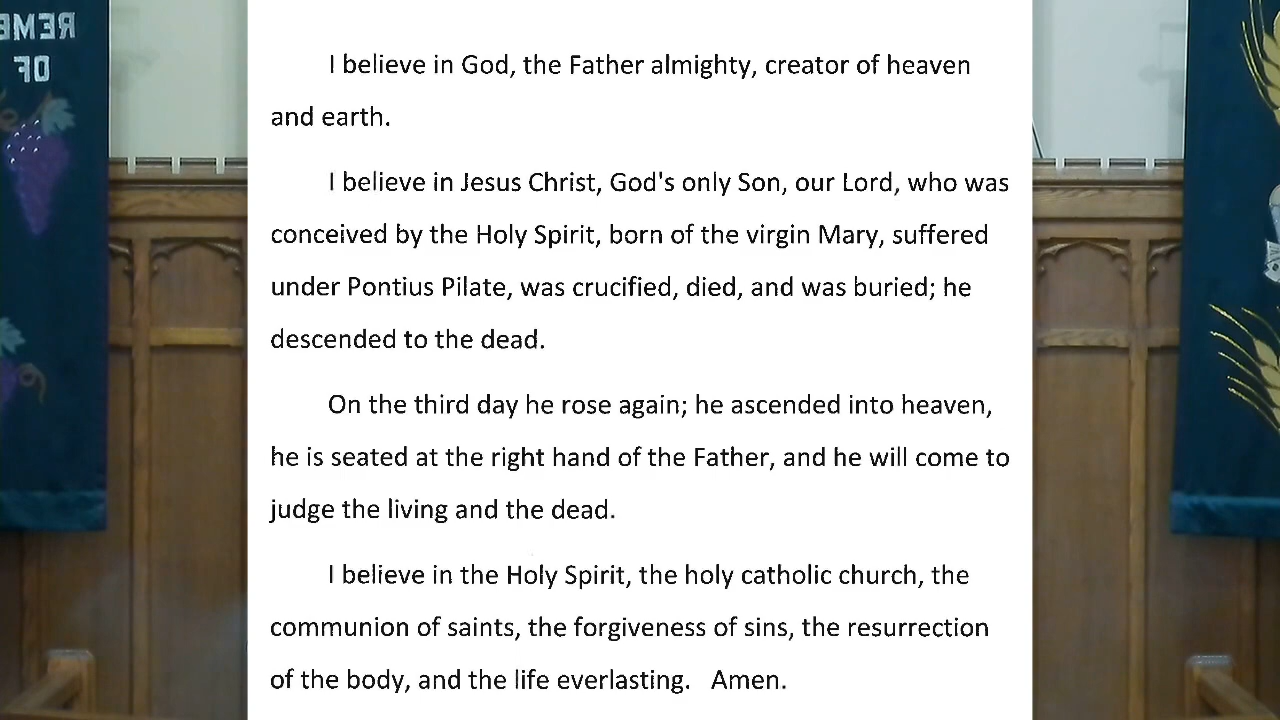 REME
OF
I believe in God, the Father almighty, creator of heaven
and earth.
I believe in Jesus Christ, God's only Son, our Lord, who was
conceived by the Holy Spirit, born of the virgin Mary, suffered
under Pontius Pilate, was crucified, died, and was buried; he
descended to the dead.
On the third day he rose again; he ascended into heaven,
he is seated at the right hand of the Father, and he will come to
judge the living and the dead.
I believe in the Holy Spirit, the holy catholic church, the
communion of saints, the forgiveness of sins, the resurrection
of the body, and the life everlasting.   Amen.